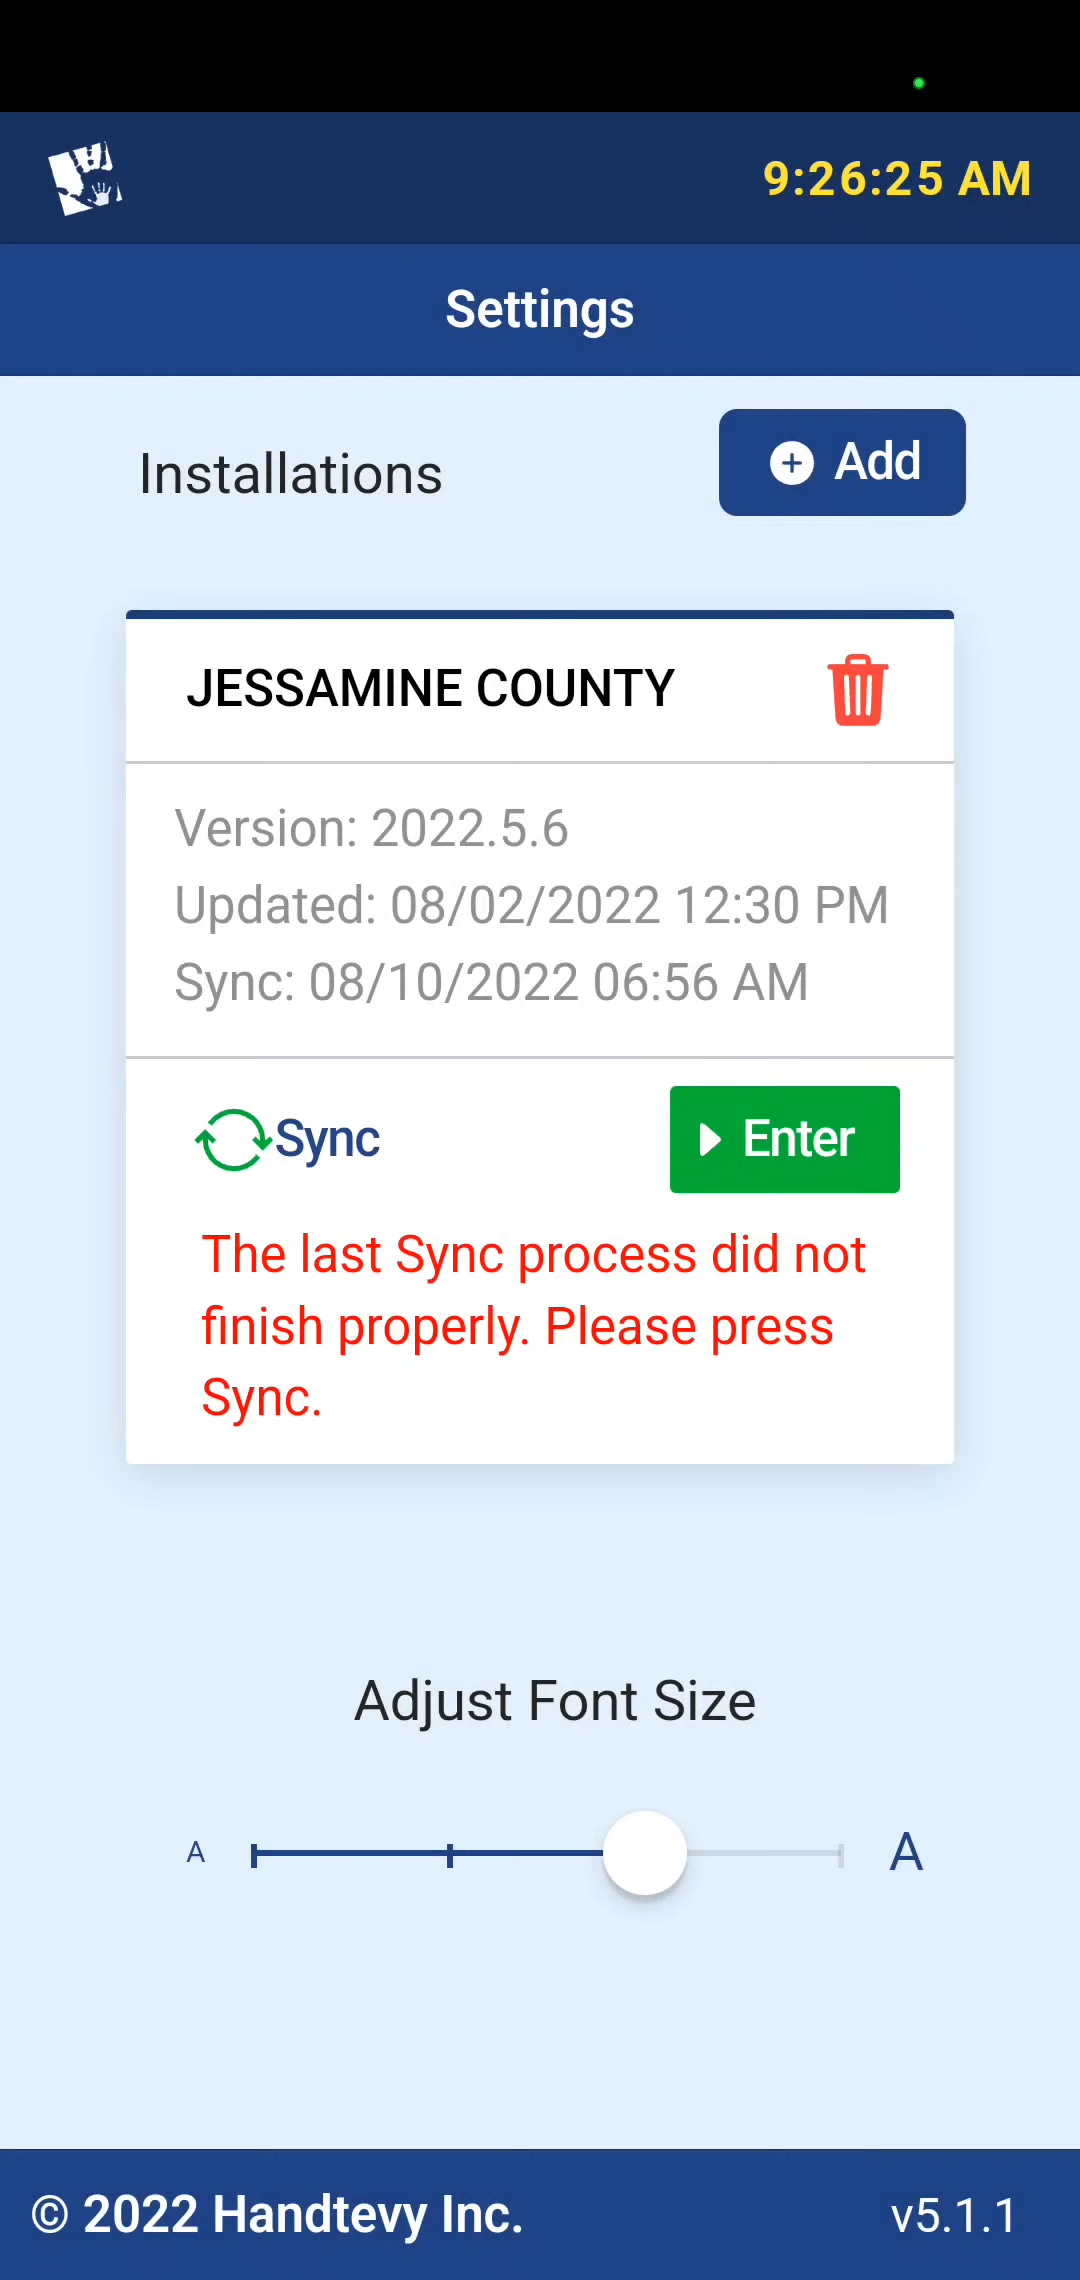 9:26:25 AM
Settings
Installations
Add
JESSAMINE COUNTY
Version: 2022.5.6
Updated: 08/02/2022 12:30 PM
Sync: 08/10/2022 06:56 AM
Sync
Enter
The last Sync process did not
finish properly. Please press
Sync.
Adjust Font Size
A
A
© 2022 Handtevy Inc.
v5.1.1